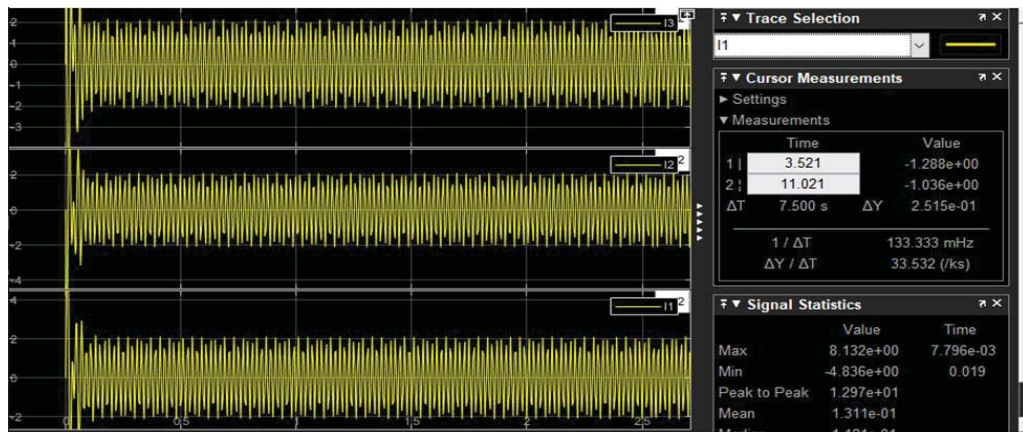 2
1
0
-1
-2
-3
I3
2
0
-2
-4
I2 2
4
0
-2
I1 2
0 0,5 1 1,5 2 2,5
Trace Selection
I1
Cursor Measurements
Settings
Measurements
Time Value
1 3.521 -1.288e+00
2 11.021 -1.036e+00
ΔT 7.500 s ΔY 2.515e-01
1 / ΔT 133.333 mHz
ΔY / ΔT 33.532 (/ks)
Signal Statistics
Value Time
Max 8.132e+00 7.796e-03
Min -4.836e+00 0.019
Peak to Peak 1.297e+01
Mean 1.311e-01